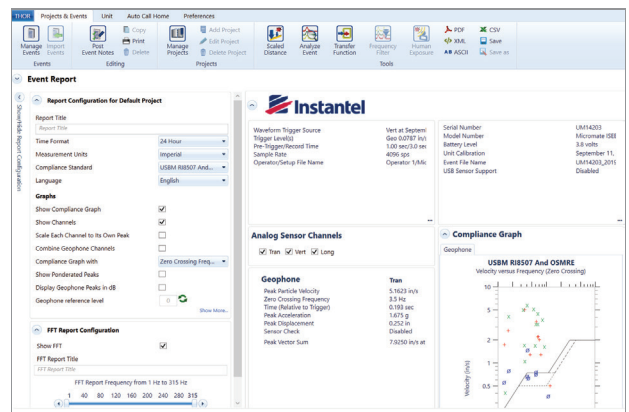 THOR Projects & Events Unit Auto Call Home Preferences
Manage Events
Import Events
Events
Post Event Notes
Copy
Print
Delete
Editing
Manage Projects
Add Project
Edit Project
Delete Project
Projects
Scaled Distance
Analyze Event
Transfer Function
Frequency Filter
Human Exposure
Tools
PDF
XML
AB ASCII
CSV
Save
Save as
Event Report
Show/Hide Report Configuration
Report Configuration for Default Project
Report Title
Report Title
Time Format 24 Hour
Measurement Units Imperial
Compliance Standard USBM RI8507 And...
Language English
Graphs
Show Compliance Graph
Show Channels
Scale Each Channel to Its Own Peak
Combine Geophone Channels
Compliance Graph with Zero Crossing Freq...
Show Ponderated Peaks
Display Geophone Peaks in dB
Geophone reference level 0
Show More...
FFT Report Configuration
Show FFT
FFT Report Title
FFT Report Title
FFT Report Frequency from 1 Hz to 315 Hz
1 40 80 120 160 200 240 280 315
Instantel
Waveform Trigger Source Vert at Septemb
Trigger Level(s) Geo 0.0787 in/
Pre-Trigger/Record Time 1.00 sec/3.0 sec
Sample Rate 4096 sps
Operator/Setup File Name Operator 1/Mic
Serial Number UM14203
Model Number Micromate ISEE
Battery Level 3.8 volts
Unit Calibration September 11,
Event File Name UM14203_2019
USB Sensor Support Disabled
Analog Sensor Channels
Tran Vert Long
Geophone Tran
Peak Particle Velocity 5.1623 in/s
Zero Crossing Frequency 3.5 Hz
Time (Relative to Trigger) 0.193 sec
Peak Acceleration 1.675 g
Peak Displacement 0.252 in
Sensor Check Disabled
Peak Vector Sum 7.9250 in/s at
Compliance Graph
Geophone
USBM RI8507 And OSMRE
Velocity versus Frequency (Zero Crossing)
10
5
2
1
0.5
Velocity (in/s)